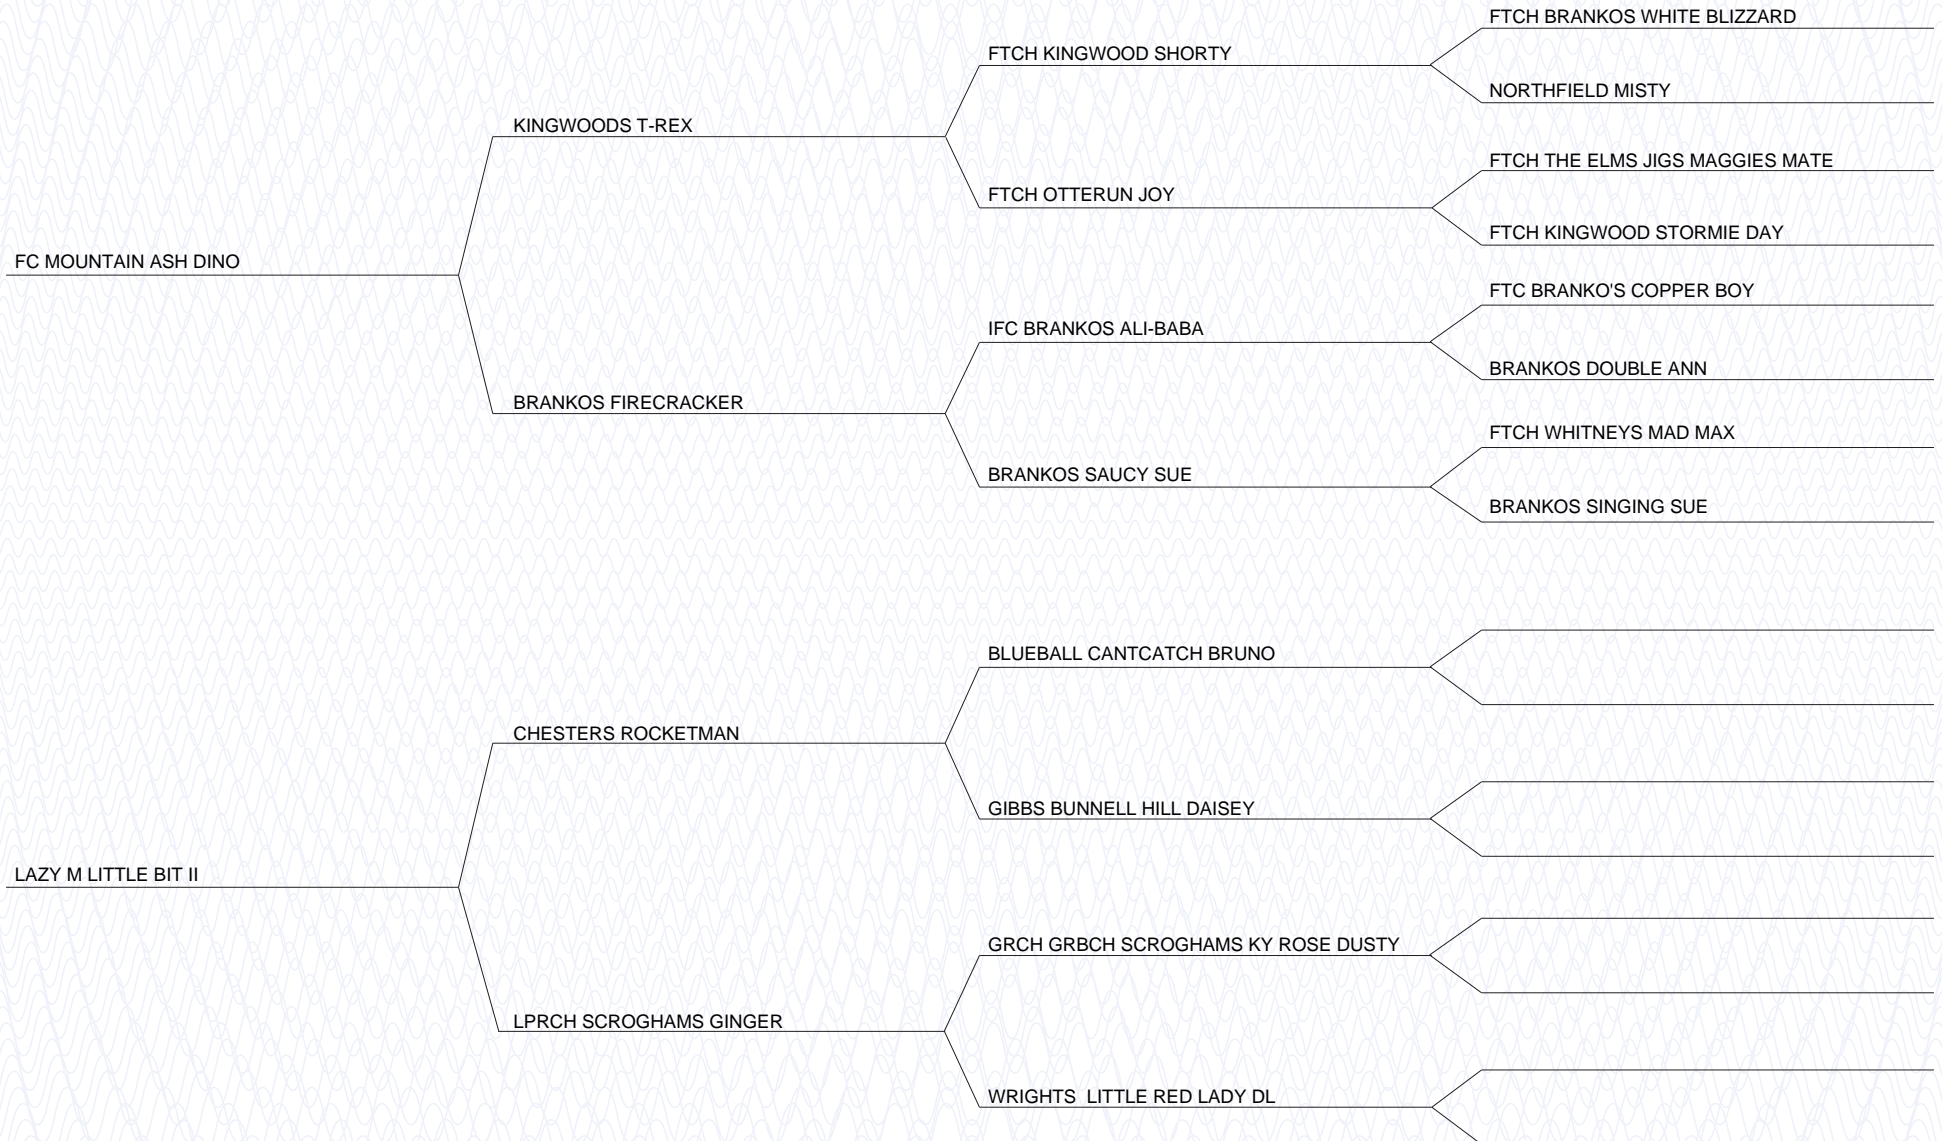 FTCH BRANKOS WHITE BLIZZARD
FTCH KINGWOOD SHORTY
NORTHFIELD MISTY
KINGWOODS T-REX
FTCH THE ELMS JIGS MAGGIES MATE
FTCH OTTERUN JOY
FTCH KINGWOOD STORMIE DAY
FC MOUNTAIN ASH DINO
FTC BRANKO'S COPPER BOY
IFC BRANKOS ALI-BABA
BRANKOS DOUBLE ANN
BRANKOS FIRECRACKER
FTCH WHITNEYS MAD MAX
BRANKOS SAUCY SUE
BRANKOS SINGING SUE
BLUEBALL CANTCATCH BRUNO
CHESTERS ROCKETMAN
GIBBS BUNNELL HILL DAISEY
LAZY M LITTLE BIT II
GRCH GRBCH SCROGHAMS KY ROSE DUSTY
LPRCH SCROGHAMS GINGER
WRIGHTS  LITTLE RED LADY DL